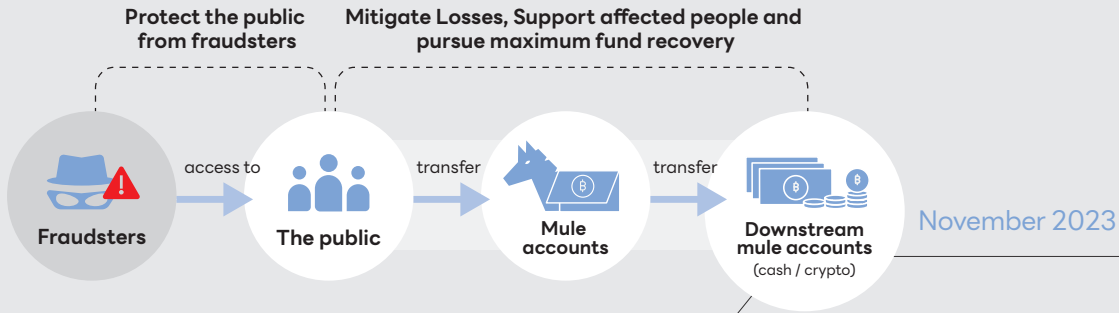 Protect the public
from fraudsters
Mitigate Losses, Support affected people and
pursue maximum fund recovery
access to
transfer
transfer
Fraudsters
The public
Mule
accounts
Downstream
mule accounts
(cash / crypto)
November 2023